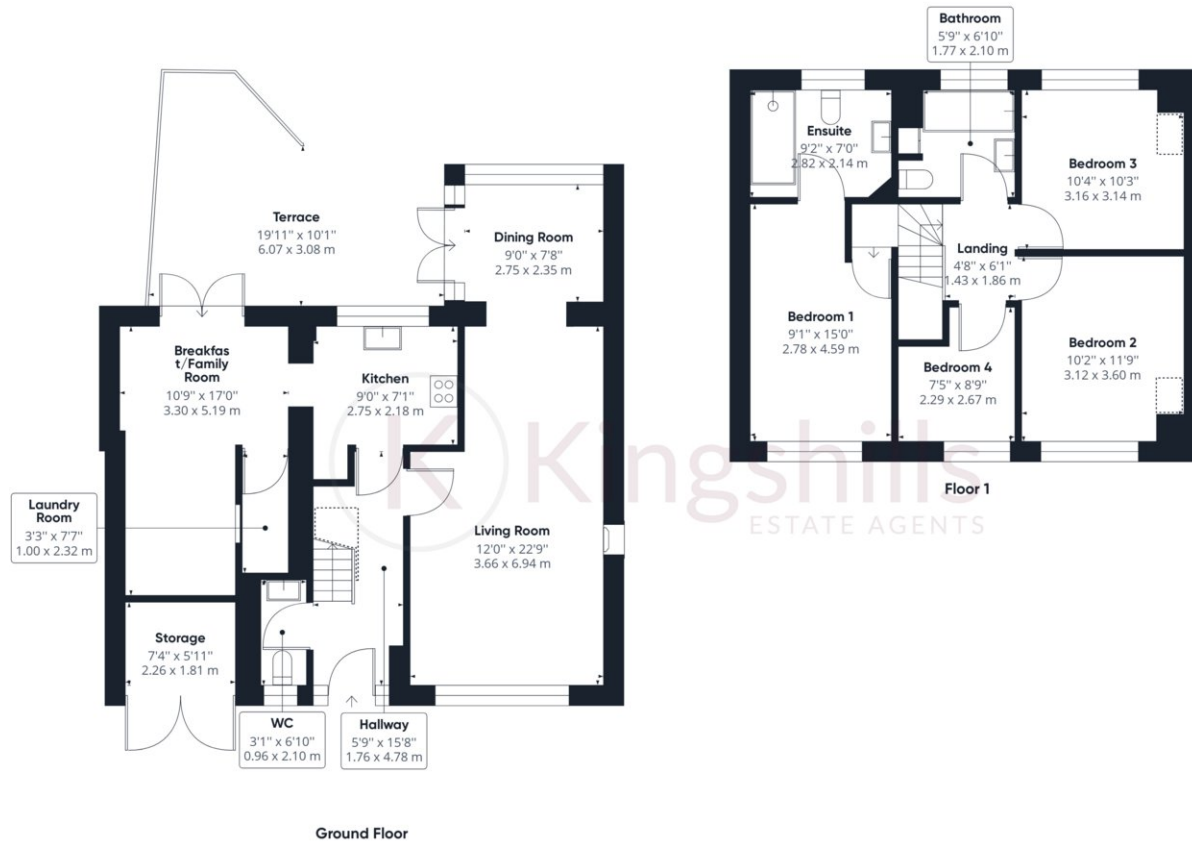 Terrace
19'11" x 10'1"
6.07 x 3.08 m
Dining Room
9'0" x 7'8"
2.75 x 2.35 m
Breakfas
t/Family
Room
10'9" x 17'0"
3.30 x 5.19 m
Kitchen
9'0" x 7'1"
2.75 x 2.18 m
Laundry
Room
3'3" x 7'7"
1.00 x 2.32 m
Living Room
12'0" x 22'9"
3.66 x 6.94 m
Storage
7'4" x 5'11"
2.26 x 1.81 m
WC
3'1" x 6'10"
0.96 x 2.10 m
Hallway
5'9" x 15'8"
1.76 x 4.78 m
Ground Floor
Bathroom
5'9" x 6'10"
1.77 x 2.10 m
Ensuite
9'2" x 7'0"
2.82 x 2.14 m
Bedroom 3
10'4" x 10'3"
3.16 x 3.14 m
Landing
4'8" x 6'1"
1.43 x 1.86 m
Bedroom 1
9'1" x 15'0"
2.78 x 4.59 m
Bedroom 2
10'2" x 11'9"
3.12 x 3.60 m
Bedroom 4
7'5" x 8'9"
2.29 x 2.67 m
Floor 1
K Kingshills
ESTATE AGENTS